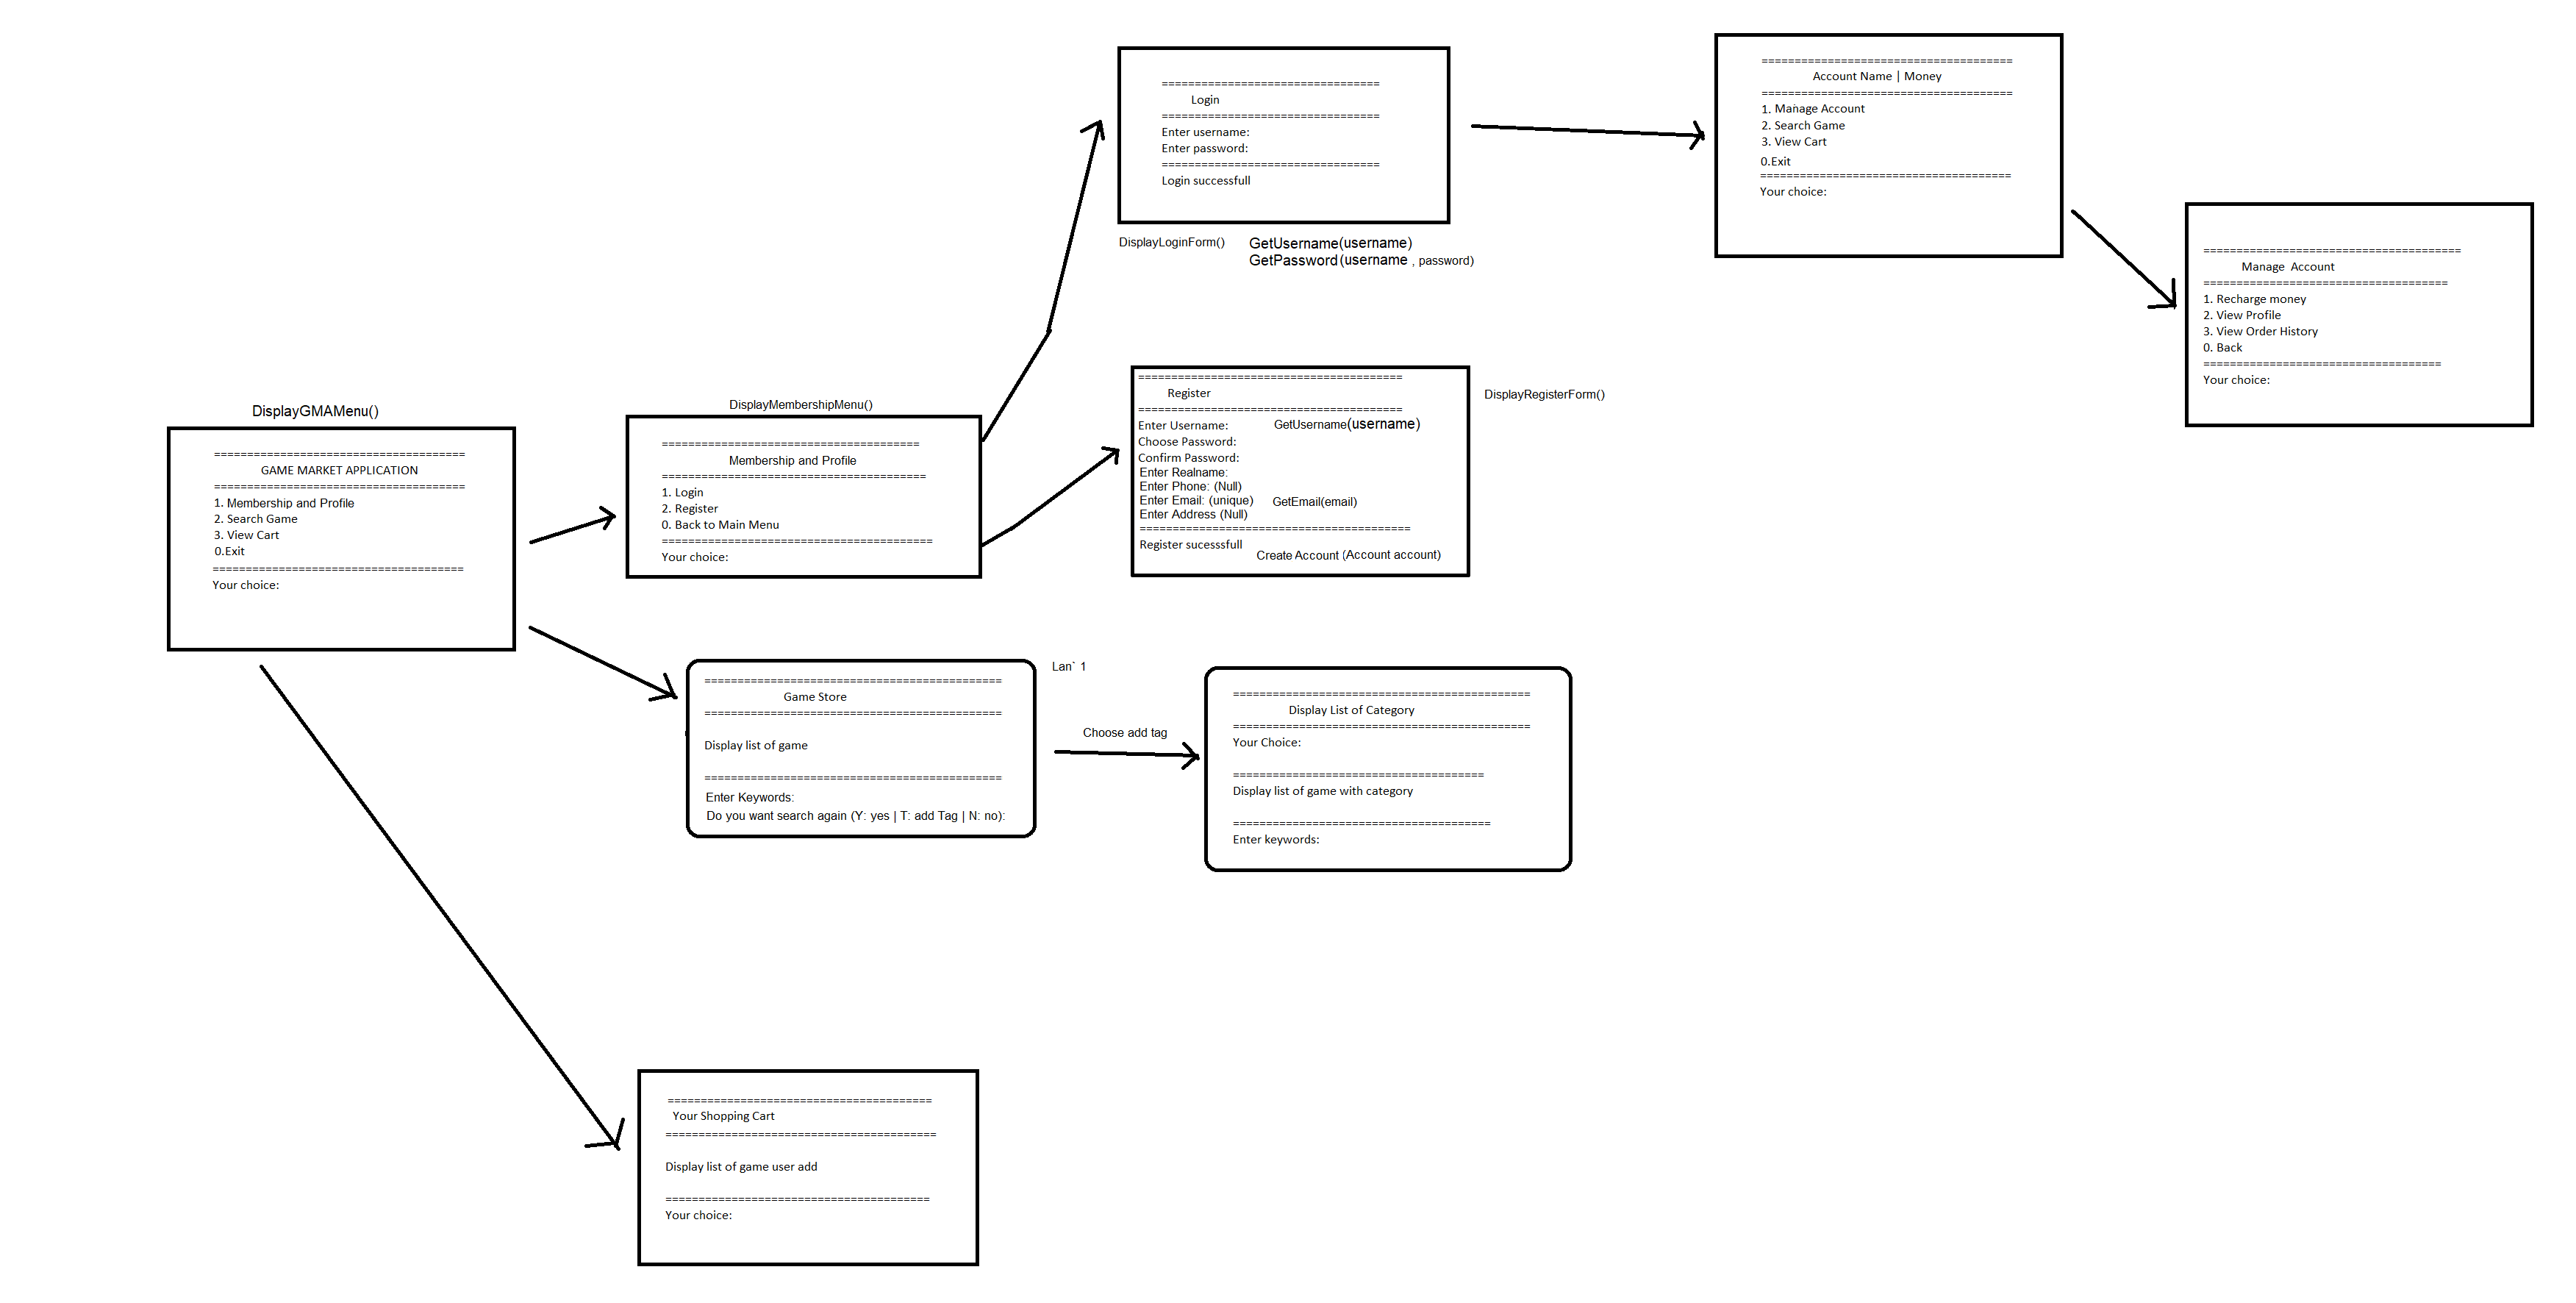 DisplayGMAMenu()
======================================
GAME MARKET APPLICATION
======================================
1. Membership and Profile
2. Search Game
3. View Cart
0.Exit
======================================
Your choice:
DisplayMembershipMenu()
=======================================
Membership and Profile
========================================
1. Login
2. Register
0. Back to Main Menu
=========================================
Your choice:
=================================
Login
=================================
Enter username:
Enter password:
=================================
Login successfull
DisplayLoginForm()
GetUsername(username)
GetPassword(username , password)
======================================
Account Name | Money
======================================
1. Manage Account
2. Search Game
3. View Cart
0.Exit
======================================
Your choice:
=======================================
Manage  Account
=====================================
1. Recharge money
2. View Profile
3. View Order History
0. Back
====================================
Your choice:
========================================
Register
========================================
Enter Username: GetUsername(username)
Choose Password:
Confirm Password:
Enter Realname:
Enter Phone: (Null)
Enter Email: (unique) GetEmail(email)
Enter Address (Null)
=========================================
Register sucesssfull
Create Account (Account account)
DisplayRegisterForm()
=============================================
Game Store
=============================================
Display list of game
=============================================
Enter Keywords:
Do you want search again (Y: yes | T: add Tag | N: no):
Lan` 1
Choose add tag
=============================================
Display List of Category
=============================================
Your Choice:
======================================
Display list of game with category
=======================================
Enter keywords:
========================================
Your Shopping Cart
=========================================
Display list of game user add
========================================
Your choice: